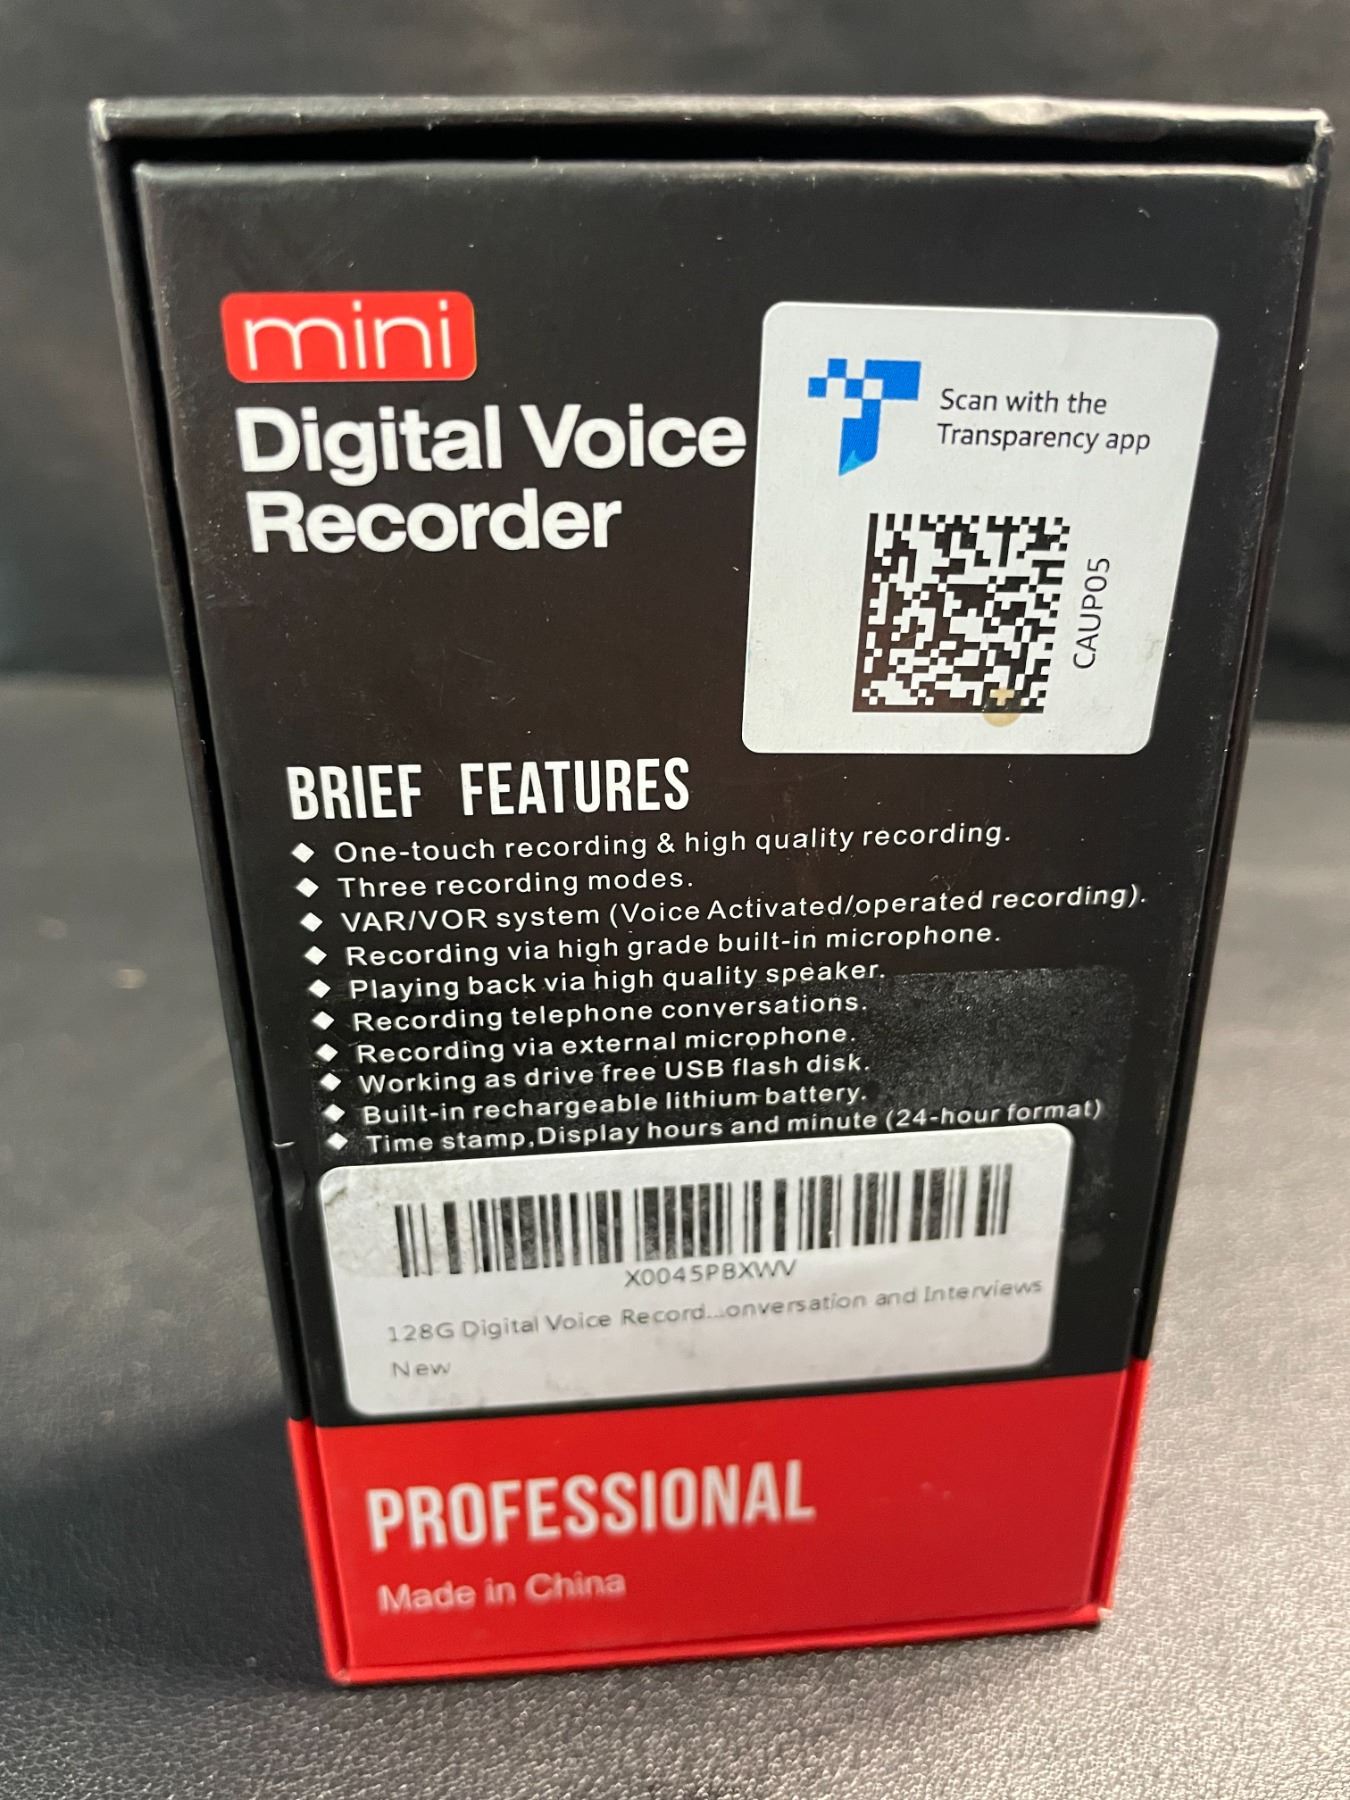 mini
Digital Voice
Recorder
Scan with the
Transparency app
CAUP05
BRIEF FEATURES
◆ One-touch recording & high quality recording.
◆ Three recording modes.
◆ VAR/VOR system (Voice Activated/operated recording).
◆ Recording via high grade built-in microphone.
◆ Playing back via high quality speaker.
◆ Recording telephone conversations.
◆ Recording via external microphone.
◆ Working as drive free USB flash disk.
◆ Built-in rechargeable lithium battery.
◆ Time stamp,Display hours and minute (24-hour format)
X0045PBXWV
128G Digital Voice Record...onversation and Interviews
New
PROFESSIONAL
Made in China